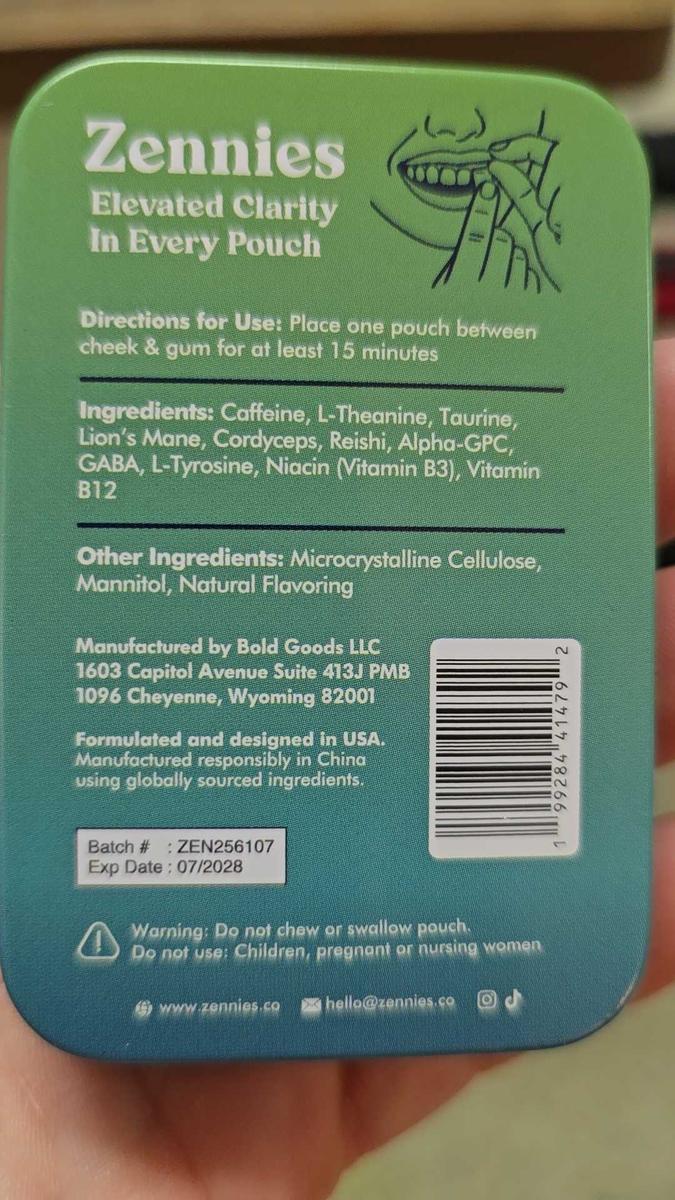 Zennies
Elevated Clarity
In Every Pouch
Directions for Use: Place one pouch between
cheek & gum for at least 15 minutes
Ingredients: Caffeine, L-Theanine, Taurine,
Lion's Mane, Cordyceps, Reishi, Alpha-GPC,
GABA, L-Tyrosine, Niacin (Vitamin B3), Vitamin
B12
Other Ingredients: Microcrystalline Cellulose,
Mannitol, Natural Flavoring
Manufactured by Bold Goods LLC
1603 Capitol Avenue Suite 413J PMB
1096 Cheyenne, Wyoming 82001
Formulated and designed in USA.
Manufactured responsibly in China
using globally sourced ingredients.
1 99284 41479 2
Batch # : ZEN256107
Exp Date : 07/2028
Warning: Do not chew or swallow pouch.
Do not use: Children, pregnant or nursing women
www.zennies.co hello@zennies.co